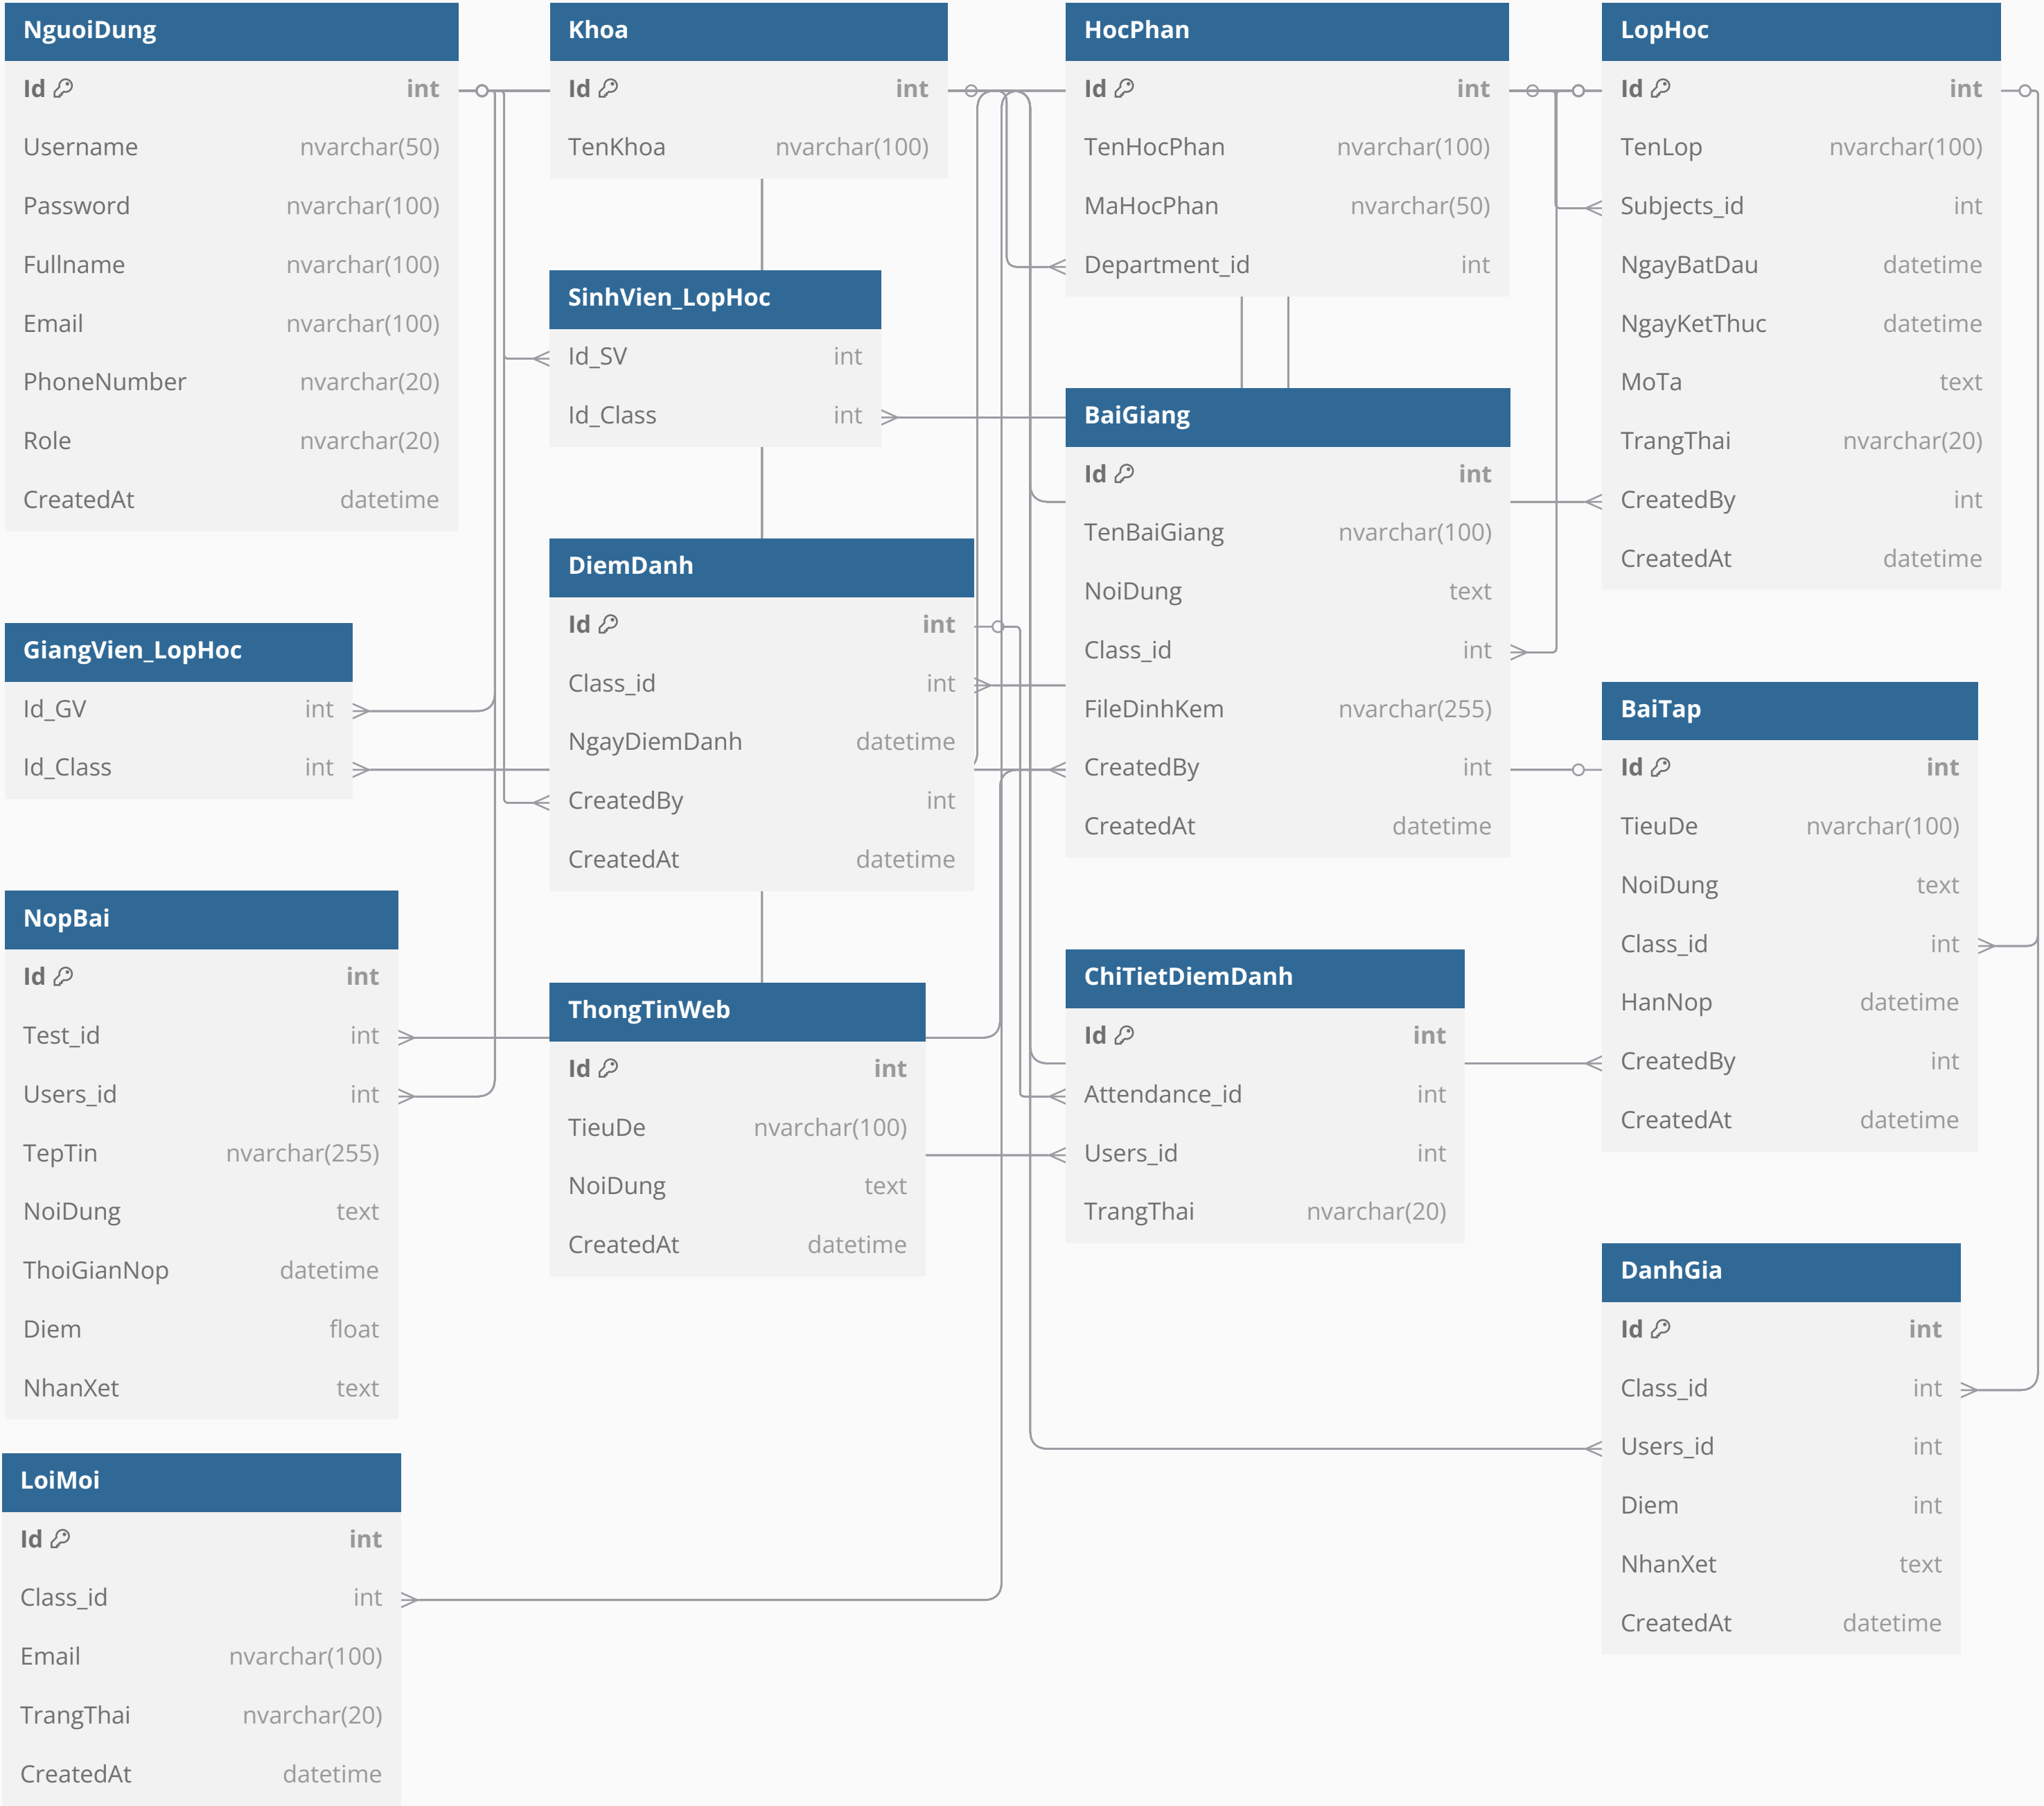 NguoiDung
Id int
Username nvarchar(50)
Password nvarchar(100)
Fullname nvarchar(100)
Email nvarchar(100)
PhoneNumber nvarchar(20)
Role nvarchar(20)
CreatedAt datetime
Khoa
Id int
TenKhoa nvarchar(100)
HocPhan
Id int
TenHocPhan nvarchar(100)
MaHocPhan nvarchar(50)
Department_id int
LopHoc
Id int
TenLop nvarchar(100)
Subjects_id int
NgayBatDau datetime
NgayKetThuc datetime
MoTa text
TrangThai nvarchar(20)
CreatedBy int
CreatedAt datetime
SinhVien_LopHoc
Id_SV int
Id_Class int
BaiGiang
Id int
TenBaiGiang nvarchar(100)
NoiDung text
Class_id int
FileDinhKem nvarchar(255)
CreatedBy int
CreatedAt datetime
DiemDanh
Id int
Class_id int
NgayDiemDanh datetime
CreatedBy int
CreatedAt datetime
GiangVien_LopHoc
Id_GV int
Id_Class int
BaiTap
Id int
TieuDe nvarchar(100)
NoiDung text
Class_id int
HanNop datetime
CreatedBy int
CreatedAt datetime
NopBai
Id int
Test_id int
Users_id int
TepTin nvarchar(255)
NoiDung text
ThoiGianNop datetime
Diem float
NhanXet text
ThongTinWeb
Id int
TieuDe nvarchar(100)
NoiDung text
CreatedAt datetime
ChiTietDiemDanh
Id int
Attendance_id int
Users_id int
TrangThai nvarchar(20)
DanhGia
Id int
Class_id int
Users_id int
Diem int
NhanXet text
CreatedAt datetime
LoiMoi
Id int
Class_id int
Email nvarchar(100)
TrangThai nvarchar(20)
CreatedAt datetime